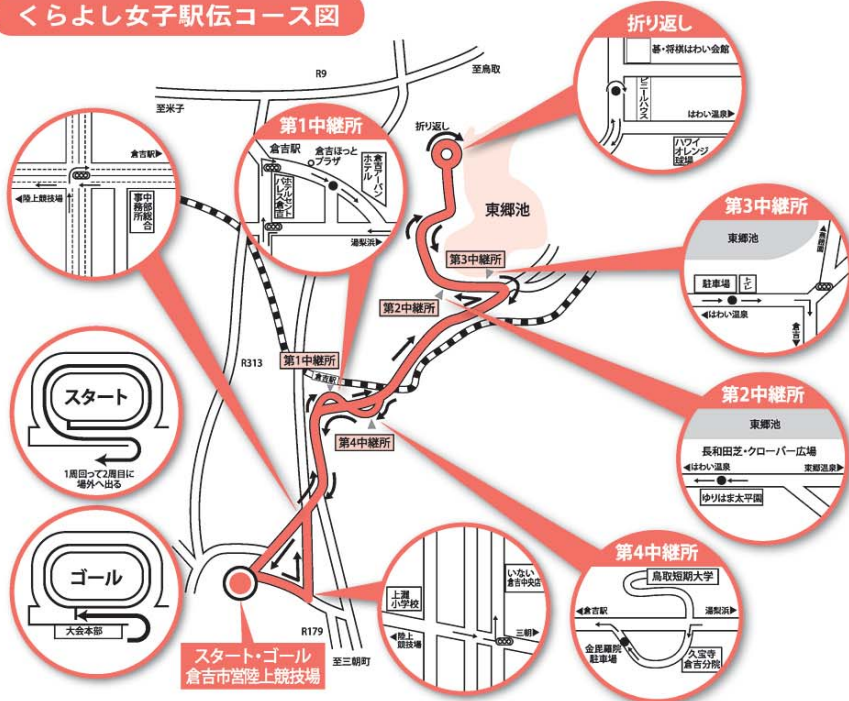 くらよし女子駅伝コース図
R9
至鳥取
至米子
折り返し
碁・将棋はわい会館
ビニールハウス
はわい温泉▶
ハワイ
オレンジ
球場
倉吉駅▶
◀陸上競技場
中部総合
事務所
第1中継所
倉吉駅
倉吉ほっと
プラザ
倉吉アーバン
ホテル
ホテルセント
パレス倉吉
湯梨浜▶
折り返し
東郷池
第3中継所
東郷池
駐車場
トイレ
◀はわい温泉
倉吉▶
第3中継所
第2中継所
第1中継所
倉吉駅
第4中継所
R313
スタート
1周回って2周目に
場外へ出る
第2中継所
東郷池
長和田芝・クローバー広場
◀はわい温泉
東郷温泉▶
ゆりはま太平園
ゴール
大会本部
第4中継所
鳥取短期大学
◀倉吉駅
湯梨浜▶
金毘羅院
駐車場
久宝寺
倉吉分院
上灘
小学校
いない
倉吉中央店
◀陸上
競技場
三朝▶
R179
至三朝町
スタート・ゴール
倉吉市営陸上競技場